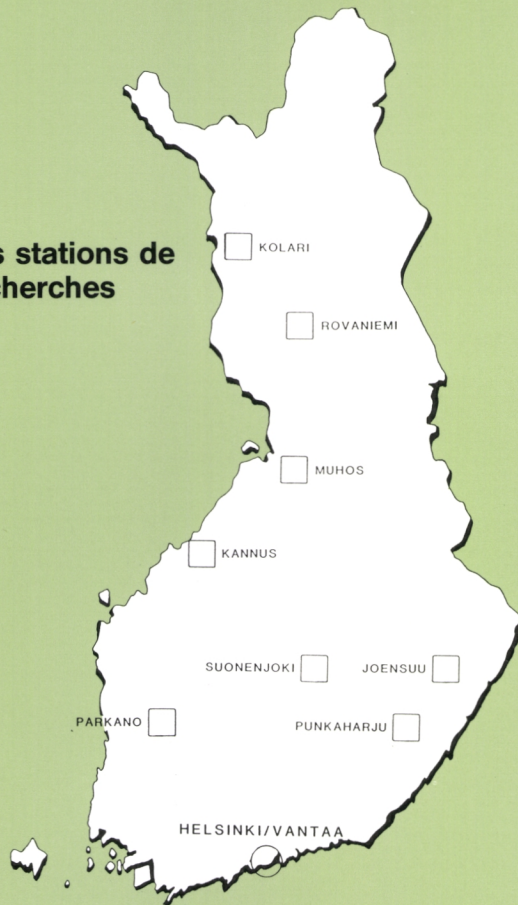 s stations de
cherches
KOLARI
ROVANIEMI
MUHOS
KANNUS
SUONENJOKI
JOENSUU
PARKANO
PUNKAHARJU
HELSINKI/VANTAA